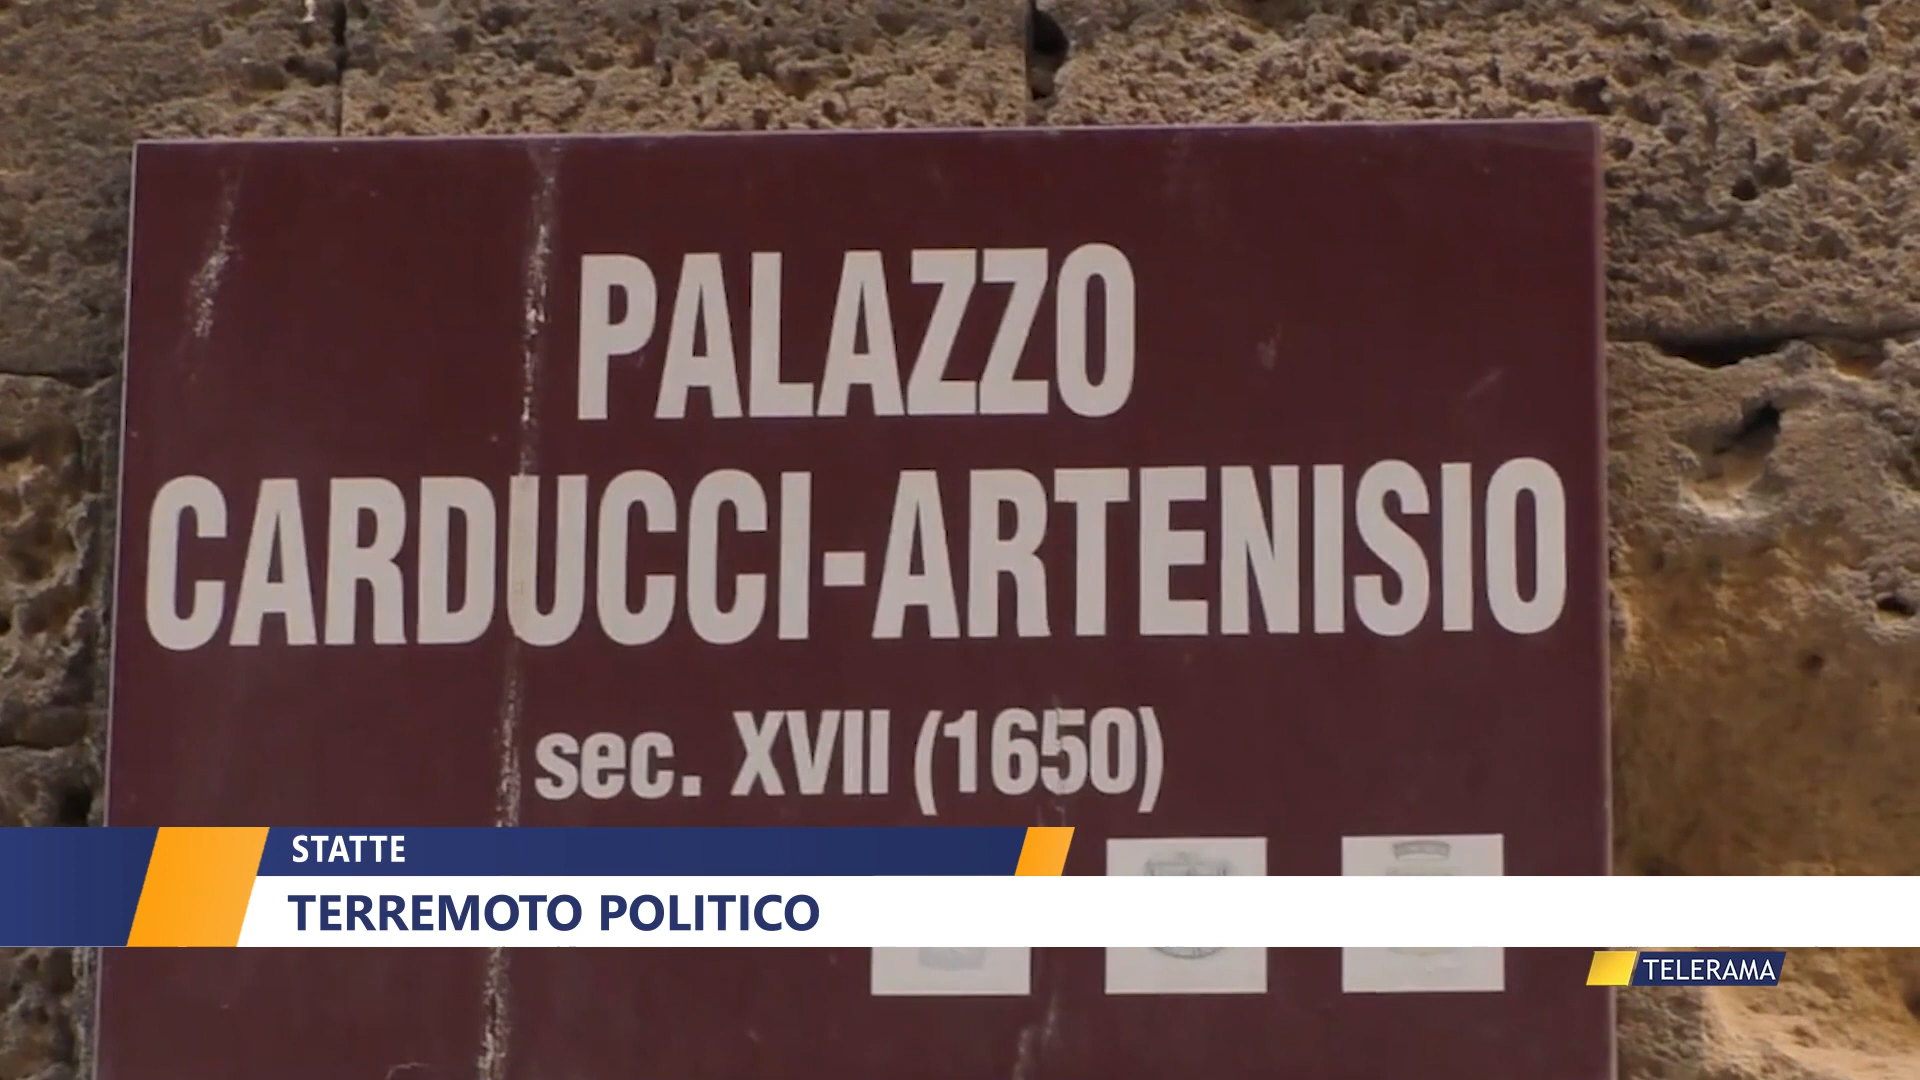 PALAZZO
CARDUCCI-ARTENISIO
sec. XVII (1650)
STATTE
TERREMOTO POLITICO
TELERAMA